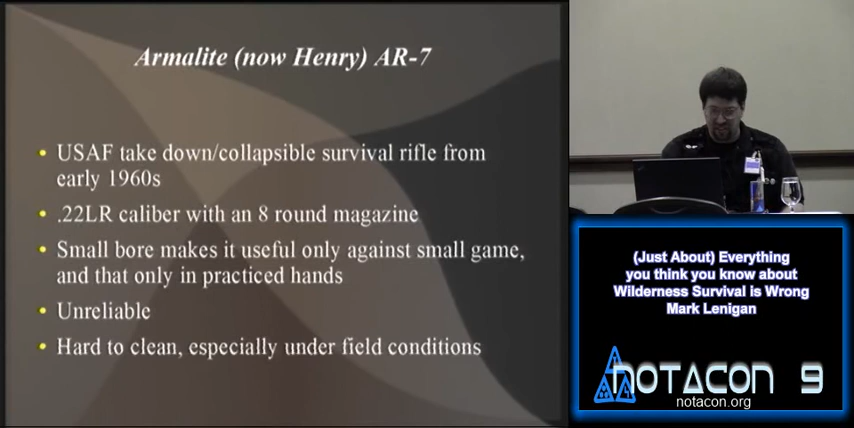 Armalite (now Henry) AR-7
• USAF take down/collapsible survival rifle from
early 1960s
• .22LR caliber with an 8 round magazine
• Small bore makes it useful only against small game,
and that only in practiced hands
• Unreliable
• Hard to clean, especially under field conditions
(Just About) Everything
you think you know about
Wilderness Survival is Wrong
Mark Lenigan
NOTACON 9
notacon.org